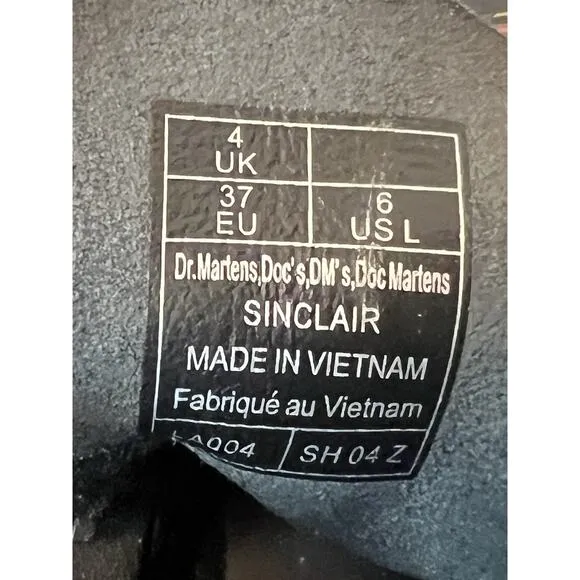 4
UK
37
EU
6
US L
Dr.Martens,Doc's,DM's,Doc Martens
SINCLAIR
MADE IN VIETNAM
Fabriqué au Vietnam
SH 04 Z